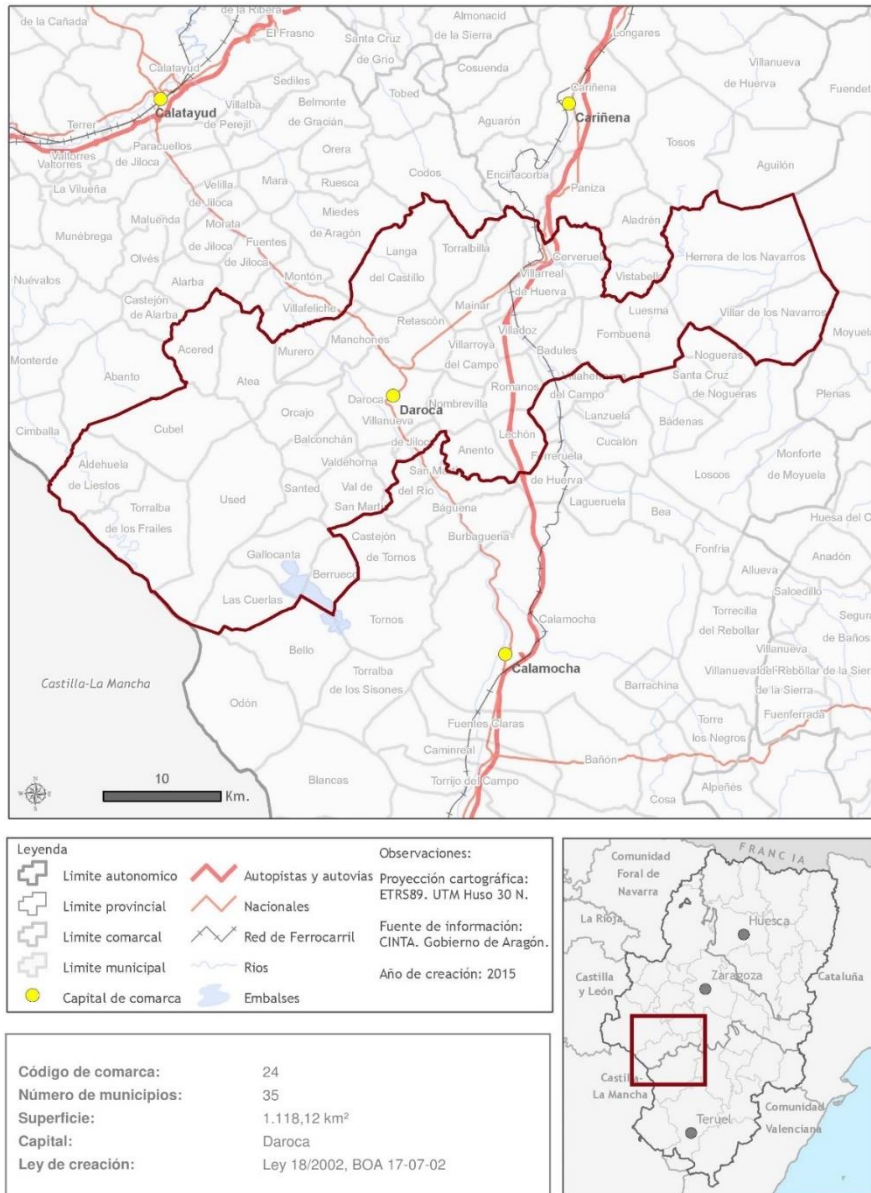 de la Cañada
de la Ribera
El Frasno
Santa Cruz
de Grio
Almonacid
de la Sierra
Longares
Cosuenda
Villanueva
de Huerva
Fuendet
Calatayud
Calatayud
Sediles
Tobed
Cariñena
Cariñena
Terrer
Villalba
de Perejil
Belmonte
de Gracián
Aguarón
Tosos
Valtorres
Valtorres
Paracuellos
de Jiloca
Orera
Aguilón
La Vilueña
Velilla
de Jiloca
Mara
Ruesca
Codos
Encinacorba
Paniza
Maluenda
Morata
de Jiloca
Miedes
de Aragón
Aladrén
Munébrega
Olvés
Fuentes
de Jiloca
Langa
del Castillo
Torralbilla
Cerveruela
Vistabella
Herrera de los Navarros
Nuévalos
Alarba
Montón
Villarreal
de Huerva
Castejón
de Alarba
Villafeliche
Mainar
Luesma
Villar de los Navarros
Acered
Manchones
Retascón
Villadoz
Fombuena
Moyuela
Monterde
Abanto
Murero
Villarroya
del Campo
Badules
Nogueras
Atea
Romanos
del Campo
Santa Cruz
de Nogueras
Plenas
Daroca
Daroca
Nombrevilla
Lanzuela
Bádenas
Cimballa
Cubel
Orcajo
Villanueva
de Jiloca
Lechón
Cucalón
Balconchán
Anento
Monforte
de Moyuela
Aldehuela
de Liestos
Valdehorna
del Río
de Huerva
Loscos
Used
Santed
Val de
San Martín
Lagueruela
Bea
Torralba
de los Frailes
Báguena
Huesa del C
Castejón
de Tornos
Burbáguena
Fonfría
Anadón
Gallocanta
Allueva
Berrueco
Salcedillo
Las Cuerlas
Tornos
Calamocha
Torrecilla
del Rebollar
Segura
de Baños
Bello
Calamocha
Castilla-La Mancha
Torralba
de los Sisones
Barrachina
de la Sierra
Odón
Fuentes Claras
Torre
los Negros
Fuenferrada
Caminreal
Bañón
Blancas
Torrijo del Campo
Cosa
Alpeñés
10
Km.
Leyenda
Limite autonomico
Limite provincial
Limite comarcal
Limite municipal
Capital de comarca
Autopistas y autovias
Nacionales
Red de Ferrocarril
Rios
Embalses
Observaciones:
Proyección cartográfica:
ETRS89. UTM Huso 30 N.
Fuente de información:
CINTA. Gobierno de Aragón.
Año de creación: 2015
FRANCIA
Comunidad
Foral de
Navarra
La Rioja
Huesca
Castilla
y León
Zaragoza
Cataluña
Castilla-
La Mancha
Teruel
Comunidad
Valenciana
Código de comarca: 24
Número de municipios: 35
Superficie: 1.118,12 km²
Capital: Daroca
Ley de creación: Ley 18/2002, BOA 17-07-02